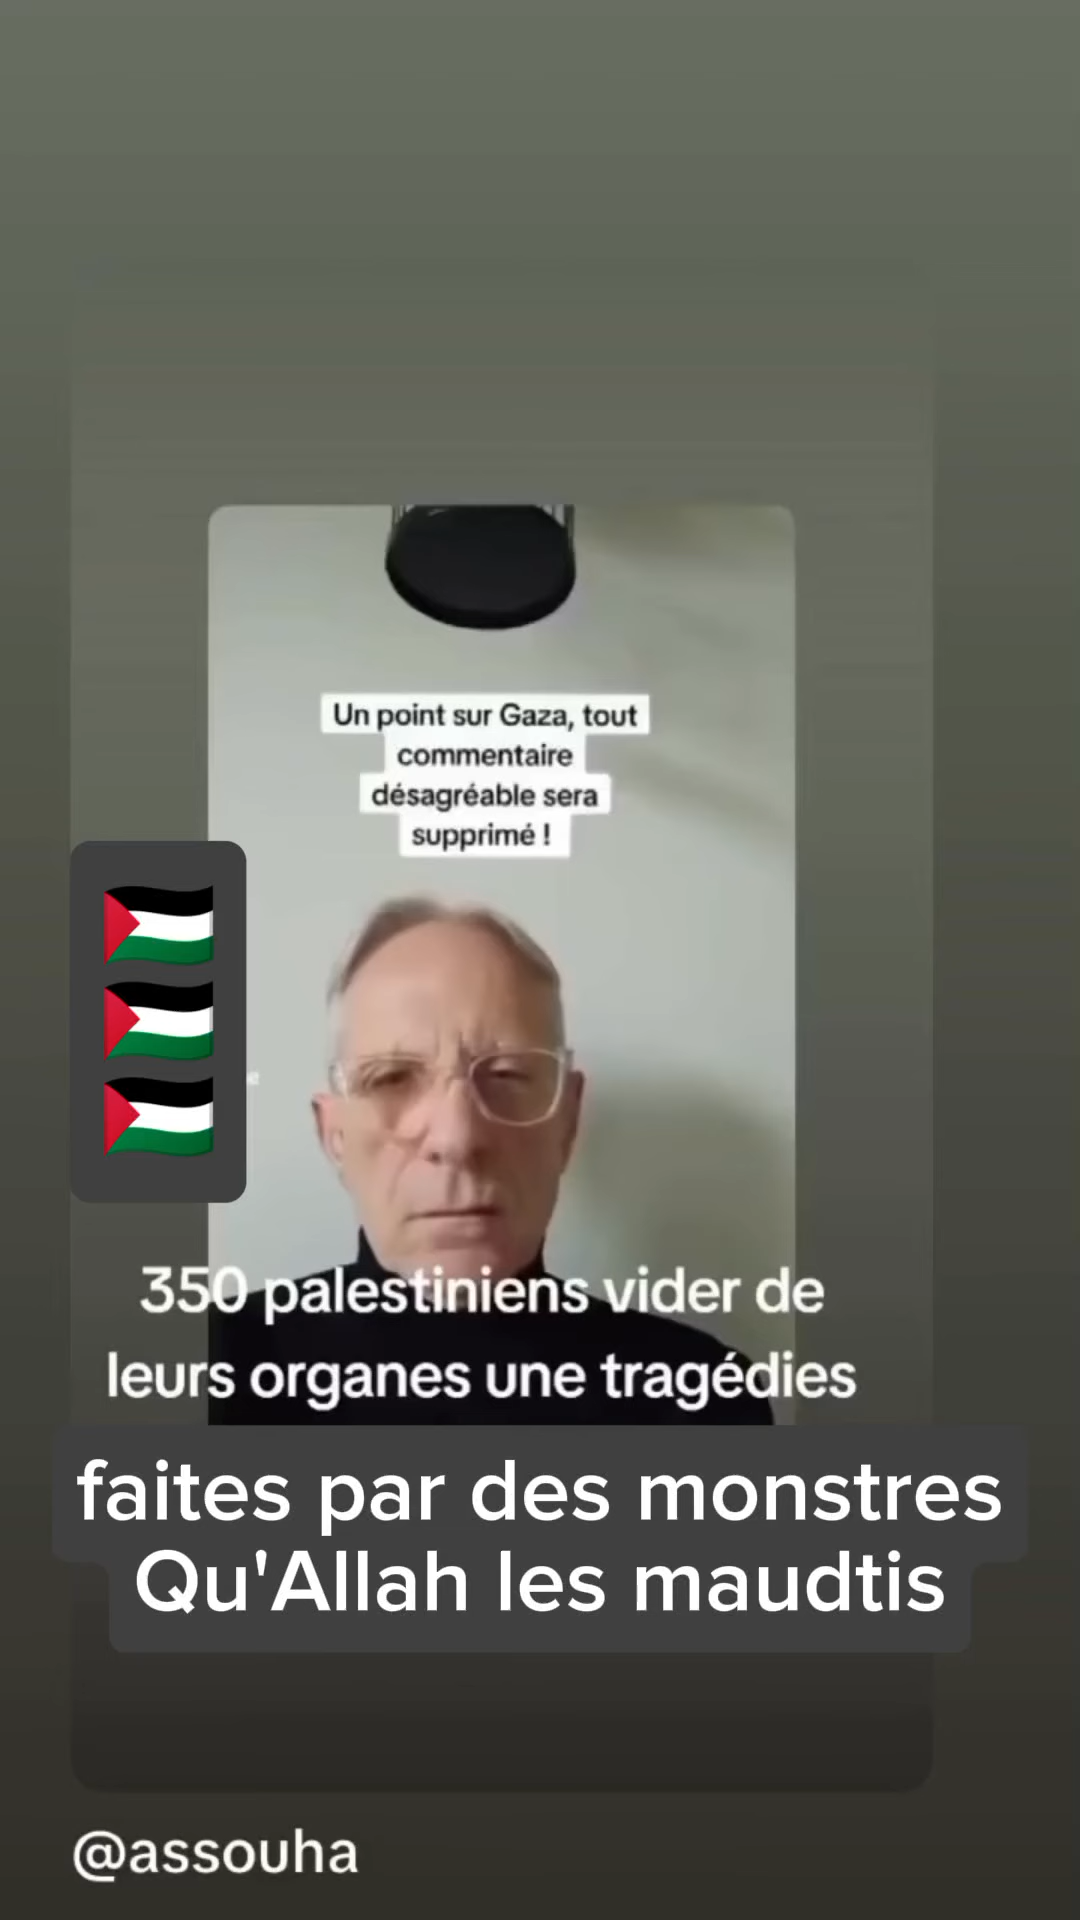 Un point sur Gaza, tout
commentaire
désagréable sera
supprimé !
350 palestiniens vider de
leurs organes une tragédies
faites par des monstres
Qu'Allah les maudtis
@assouha